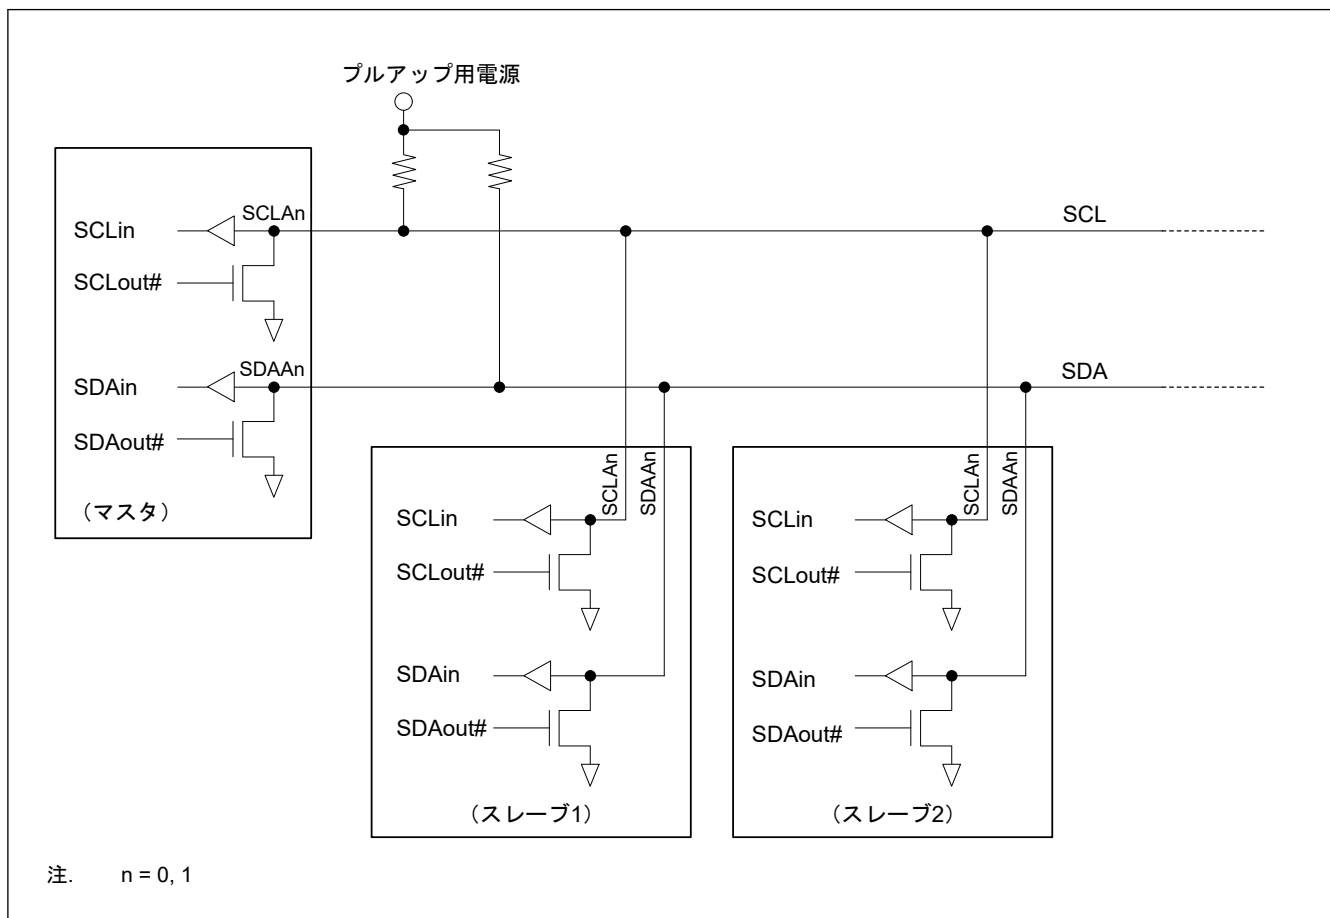 プルアップ用電源
SCLAn
SCLin
SCL
SCLout#
SDAAn
SDAin
SDA
SDAout#
（マスタ）
SCLAn
SDAAn
SCLin
SCLout#
SDAin
SDAout#
（スレーブ1）
SCLAn
SDAAn
SCLin
SCLout#
SDAin
SDAout#
（スレーブ2）
注. n = 0, 1